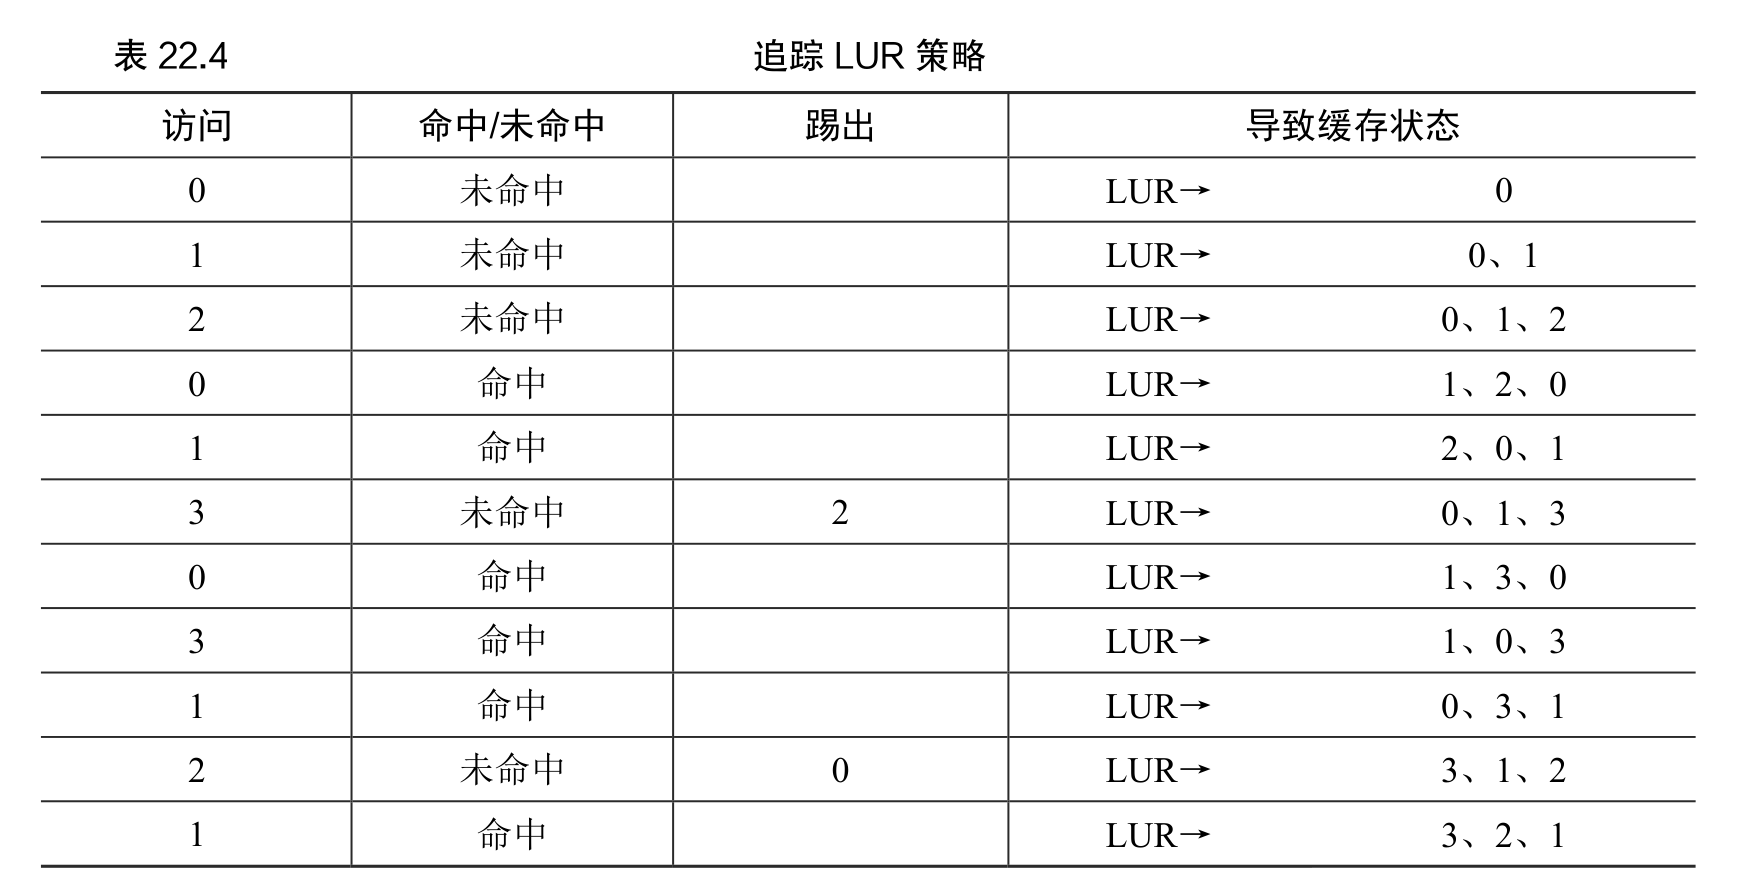 表 22.4 追踪 LUR 策略
访问 命中/未命中 踢出 导致缓存状态
0 未命中 LUR→ 0
1 未命中 LUR→ 0、1
2 未命中 LUR→ 0、1、2
0 命中 LUR→ 1、2、0
1 命中 LUR→ 2、0、1
3 未命中 2 LUR→ 0、1、3
0 命中 LUR→ 1、3、0
3 命中 LUR→ 1、0、3
1 命中 LUR→ 0、3、1
2 未命中 0 LUR→ 3、1、2
1 命中 LUR→ 3、2、1